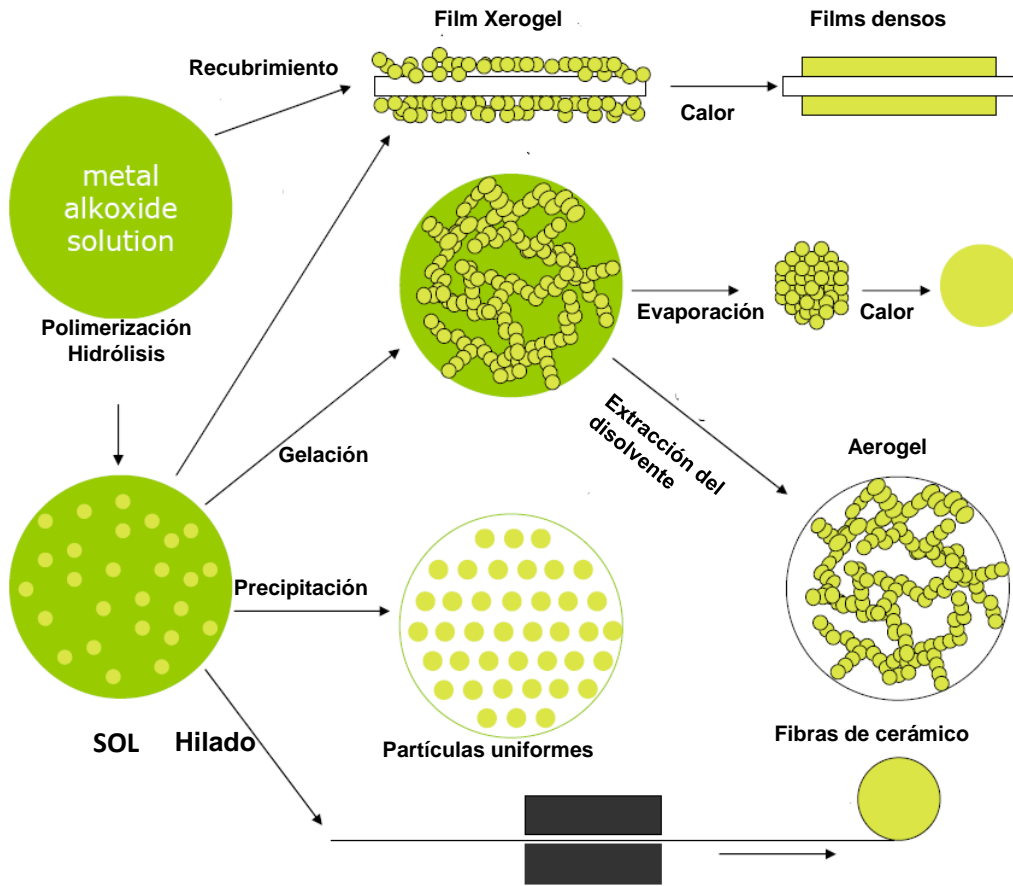 Film Xerogel
Films densos
Recubrimiento
Calor
metal
alkoxide
solution
Polimerización
Hidrólisis
Evaporación
Calor
Gelación
Extracción del
disolvente
Aerogel
Precipitación
SOL
Hilado
Partículas uniformes
Fibras de cerámico